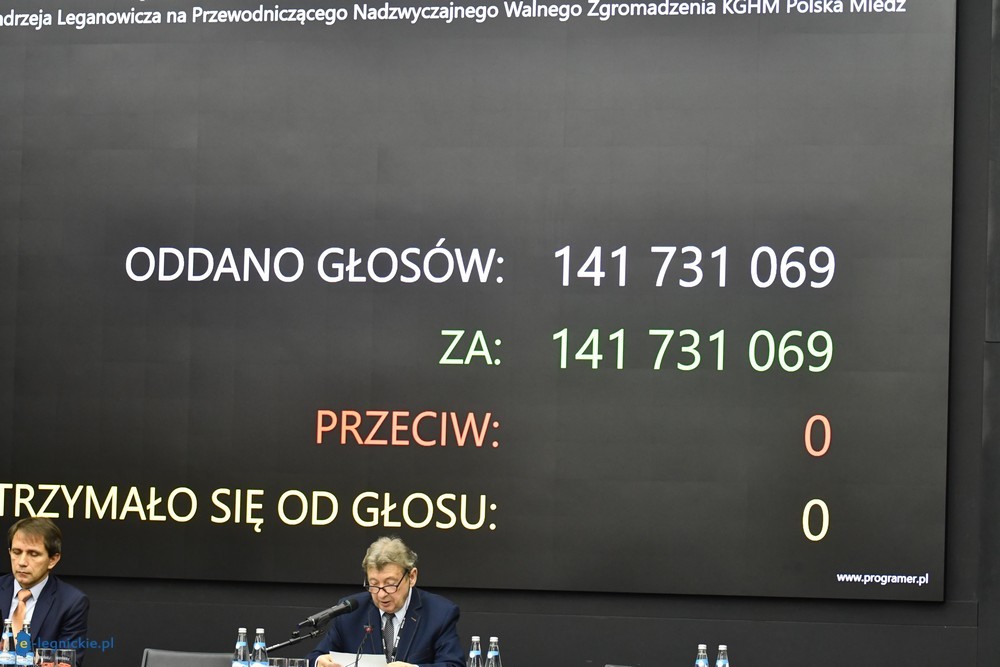 drzeja Leganowicza na Przewodniczącego Nadzwyczajnego Walnego Zgromadzenia KGHM Polska Miedź
ODDANO GŁOSÓW: 141 731 069
ZA: 141 731 069
PRZECIW: 0
TRZYMAŁO SIĘ OD GŁOSU: 0
www.programer.pl
e-legnickie.pl